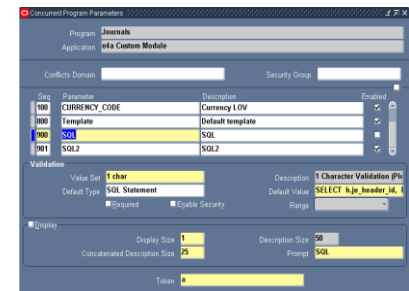 Concurrent Program Parameters
Program Journals
Application e4a Custom Module
Conflicts Domain Security Group
Seq Parameter Description Enabled
100 CURRENCY_CODE Currency LOV
800 Template Default template
900 SQL SQL
901 SQL2 SQL2
Validation
Value Set 1 char Description 1 Character Validation (Pl
Default Type SQL Statement Default Value SELECT h.je_header_id, l
Required Enable Security Range
Display
Display Size 1 Description Size 50
Concatenated Description Size 25 Prompt SQL
Token a